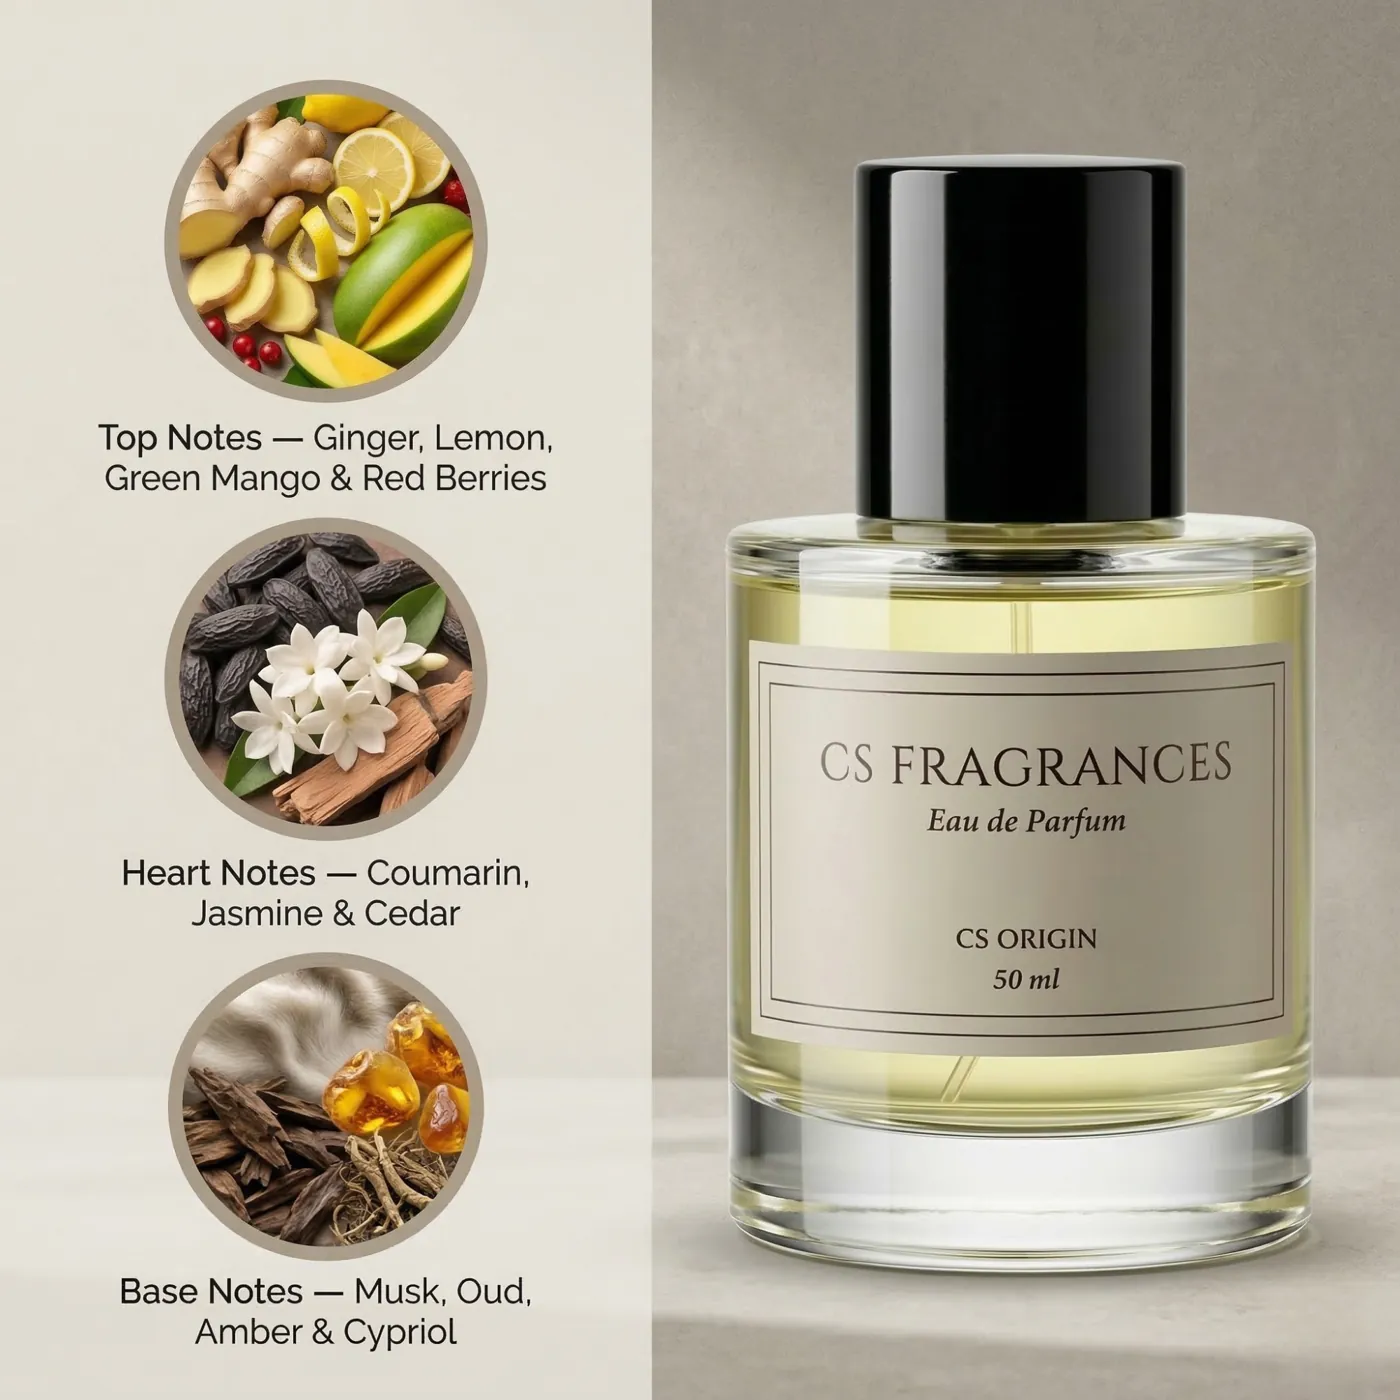 Top Notes — Ginger, Lemon,
Green Mango & Red Berries
Heart Notes — Coumarin,
Jasmine & Cedar
Base Notes — Musk, Oud,
Amber & Cypriol
CS FRAGRANCES
Eau de Parfum
CS ORIGIN
50 ml